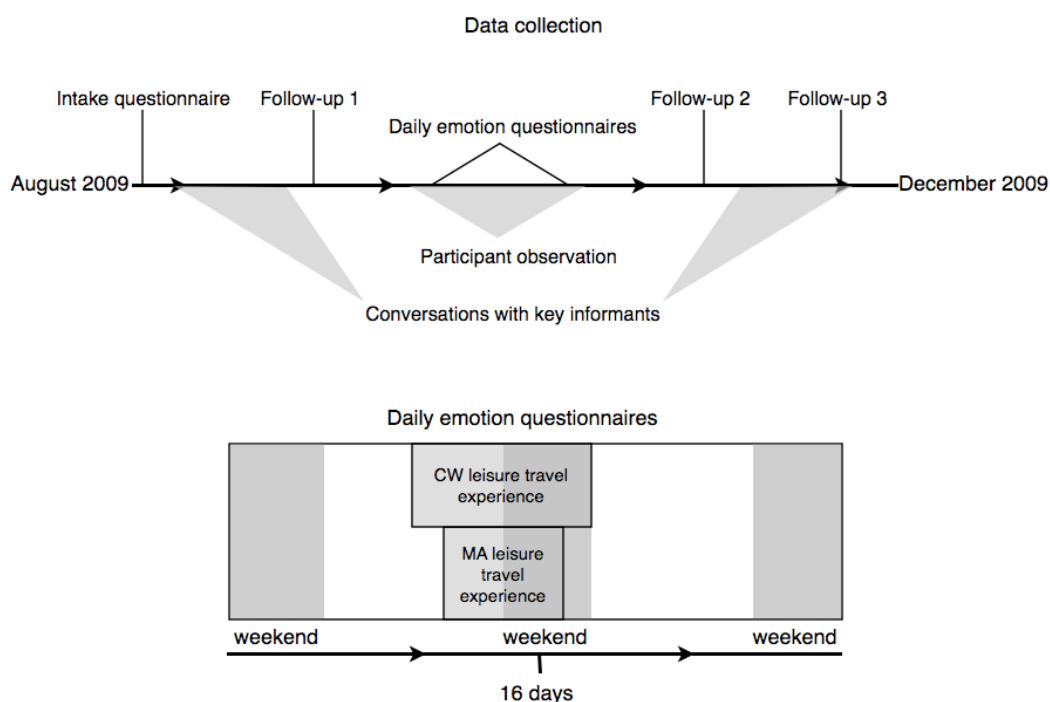 Data collection
Intake questionnaire
Follow-up 1
Follow-up 2
Follow-up 3
Daily emotion questionnaires
August 2009
December 2009
Participant observation
Conversations with key informants
Daily emotion questionnaires
CW leisure travel
experience
MA leisure
travel
experience
weekend
weekend
weekend
16 days